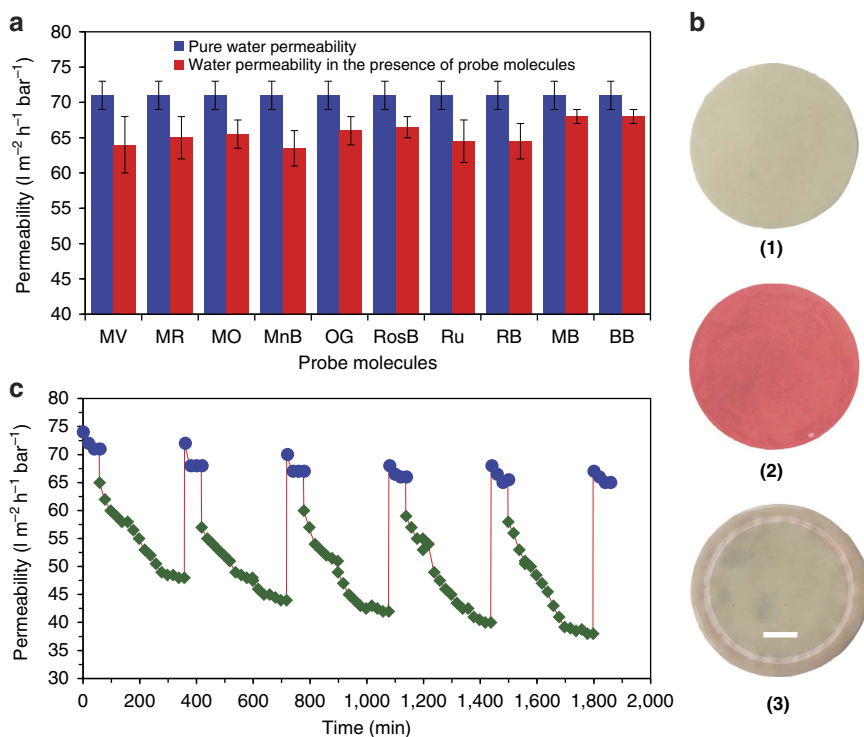 a
80
75
70
65
60
55
50
45
40
Permeability (l m⁻² h⁻¹ bar⁻¹)
Pure water permeability
Water permeability in the presence of probe molecules
MV MR MO MnB OG RosB Ru RB MB BB
Probe molecules
b
(1)
(2)
(3)
c
80
75
70
65
60
55
50
45
40
35
30
Permeability (l m⁻² h⁻¹ bar⁻¹)
0 200 400 600 800 1,000 1,200 1,400 1,600 1,800 2,000
Time (min)